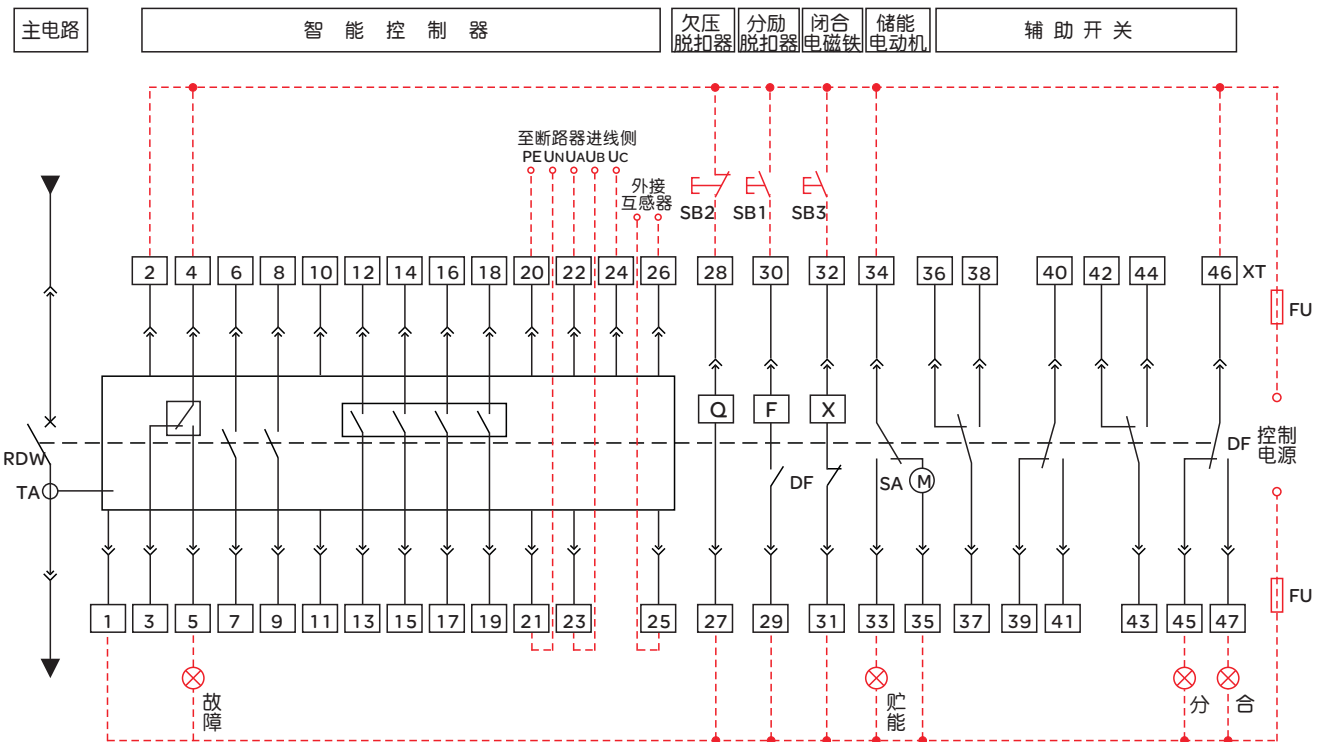 主电路
智能控制器
欠压
脱扣器
分励
脱扣器
闭合
电磁铁
储能
电动机
辅助开关
至断路器进线侧
PE UN UA UB UC
外接
互感器
SB2 SB1 SB3
2 4 6 8 10 12 14 16 18 20 22 24 26 28 30 32 34 36 38 40 42 44 46 XT
FU
Q F X
RDW
DF
控制
电源
TA
DF
SA M
FU
1 3 5 7 9 11 13 15 17 19 21 23 25 27 29 31 33 35 37 39 41 43 45 47
故
障
贮
能
分
合